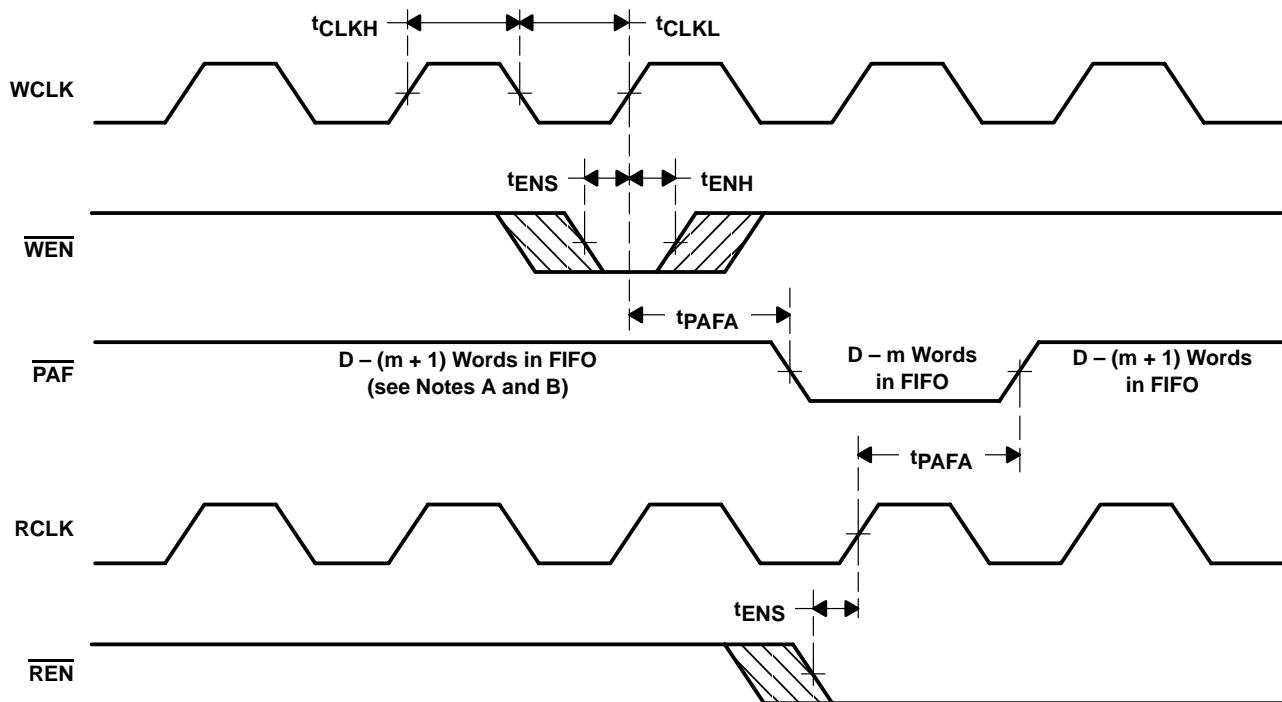 tCLKH
tCLKL
WCLK
tENS
tENH
WEN
tPAFA
PAF
D – (m + 1) Words in FIFO
(see Notes A and B)
D – m Words
in FIFO
D – (m + 1) Words
in FIFO
tPAFA
RCLK
tENS
REN